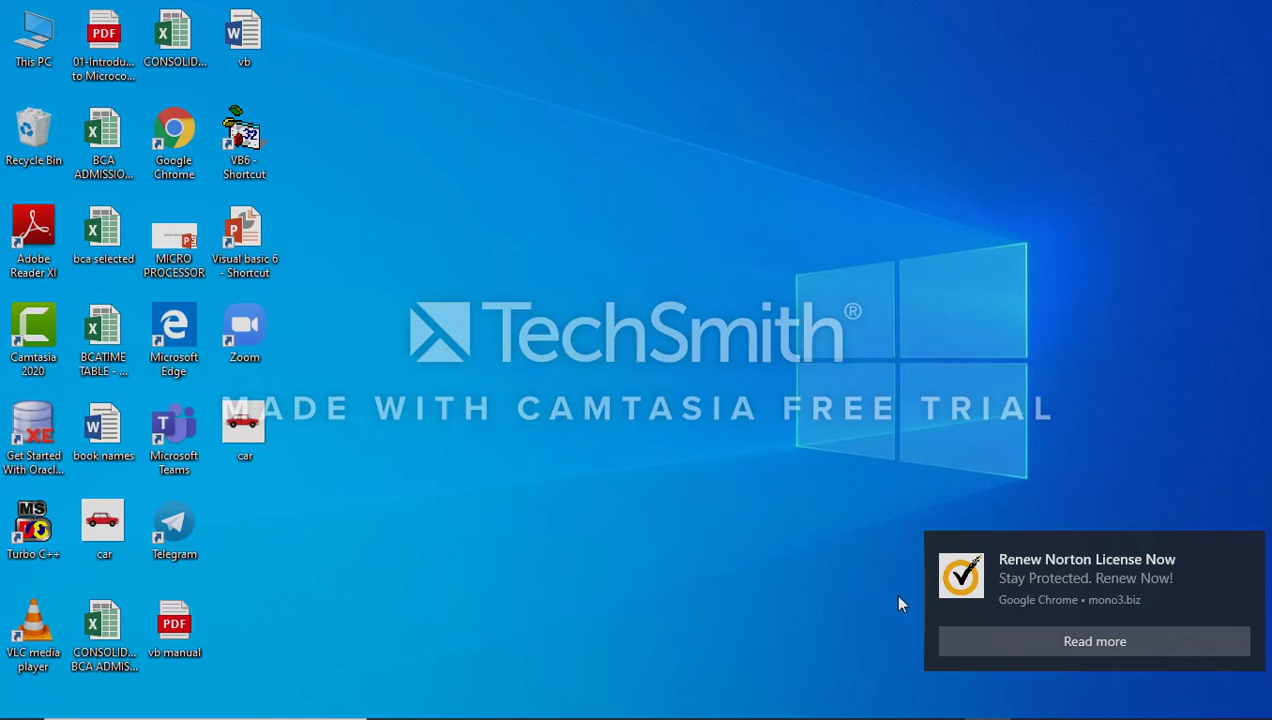 This PC
01-Introdu... to Microco...
CONSOLID...
vb
Recycle Bin
BCA ADMISSIO...
Google Chrome
VB6 - Shortcut
Adobe Reader XI
bca selected
MICRO PROCESSOR
Visual basic 6 - Shortcut
Camtasia 2020
BCATIME TABLE - ...
Microsoft Edge
Zoom
Get Started With Oracl...
book names
Microsoft Teams
car
Turbo C++
car
Telegram
VLC media player
CONSOLID... BCA ADMIS...
vb manual
TechSmith®
MADE WITH CAMTASIA FREE TRIAL
Renew Norton License Now
Stay Protected. Renew Now!
Google Chrome • mono3.biz
Read more